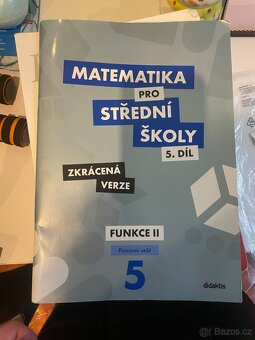 MATEMATIKA
PRO
STŘEDNÍ
ŠKOLY
5. DÍL
ZKRÁCENÁ
VERZE
FUNKCE II
Pracovní sešit
5
didaktis
Bazos.cz